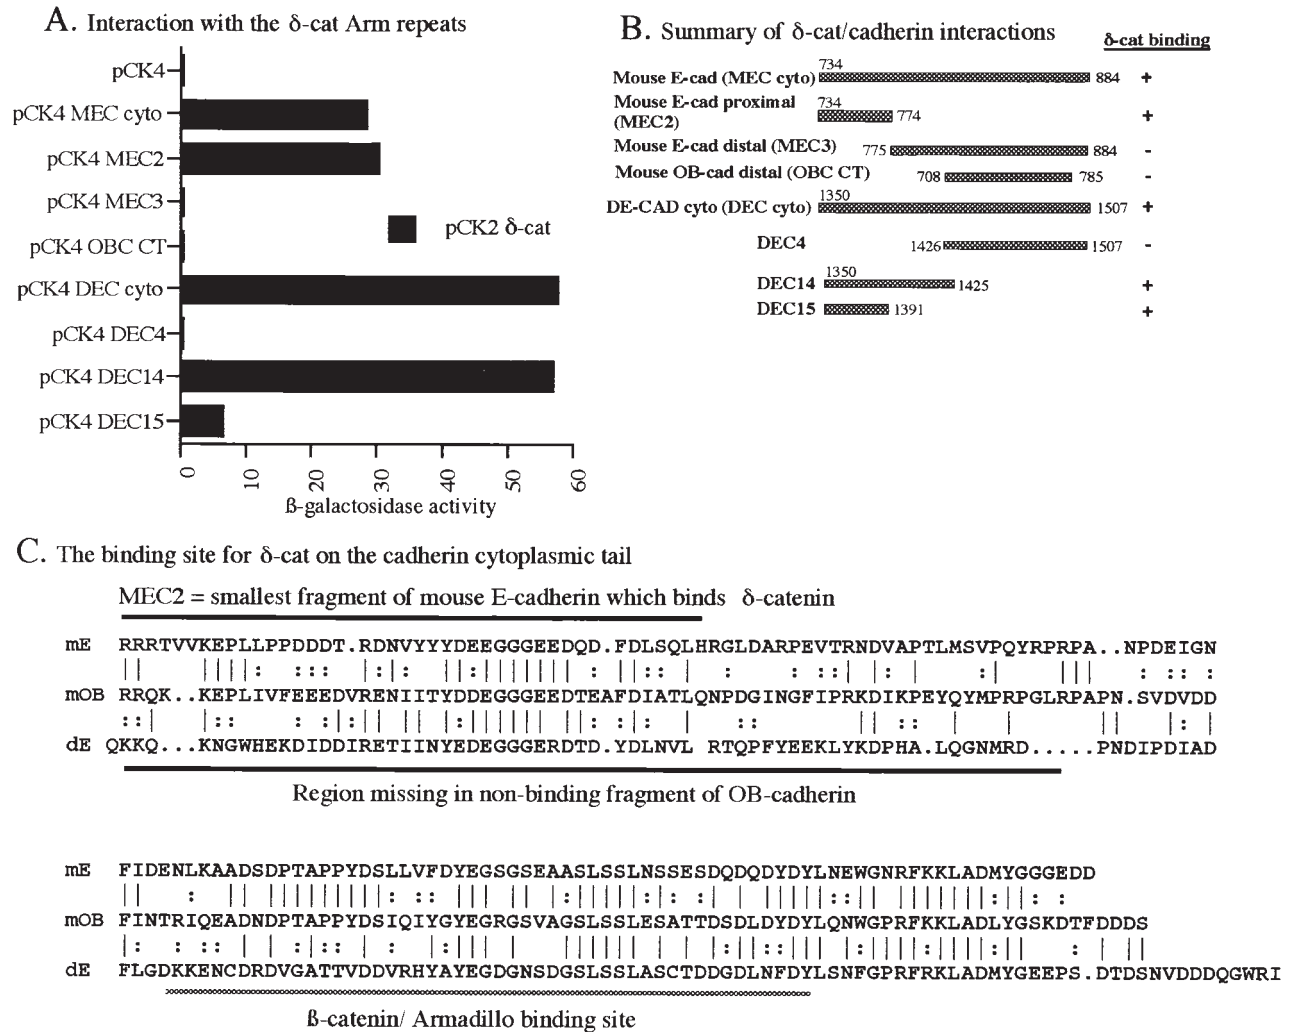 A. Interaction with the δ-cat Arm repeats
pCK4
pCK4 MEC cyto
pCK4 MEC2
pCK4 MEC3
pCK4 OBC CT
pCK4 DEC cyto
pCK4 DEC4
pCK4 DEC14
pCK4 DEC15
pCK2 δ-cat
0 10 20 30 40 50 60
ß-galactosidase activity
B. Summary of δ-cat/cadherin interactions
δ-cat binding
Mouse E-cad (MEC cyto) 734 884 +
Mouse E-cad proximal
(MEC2) 734 774 +
Mouse E-cad distal (MEC3) 775 884 -
Mouse OB-cad distal (OBC CT) 708 785 -
DE-CAD cyto (DEC cyto) 1350 1507 +
DEC4 1426 1507 -
DEC14 1350 1425 +
DEC15 1391 +
C. The binding site for δ-cat on the cadherin cytoplasmic tail
MEC2 = smallest fragment of mouse E-cadherin which binds δ-catenin
mE RRRTVVKEPLLPPDDDT.RDNVYYYDEEGGGEEDQD.FDLSQLHRGLDARPEVTRNDVAPTLMSVPQYRPRPA..NPDEIGN
mOB RRQK..KEPLIVFEEEDVRENIITYDDEGGGEEDTEAFDIATLQNPDGINGFIPRKDIKPEYQYMPRPGLRPAPN.SVDVDD
dE QKKQ...KNGWHEKDIDDIRETIINYEDEGGGERDTD.YDLNVL RTQPFYEEKLYKDPHA.LQGNMRD.....PNDIPDIAD
Region missing in non-binding fragment of OB-cadherin
mE FIDENLKAADSDPTAPPYDSLLVFDYEGSGSEAASLSSLNSSESDQDQDYDYLNEWGNRFKKLADMYGGGEDD
mOB FINTRIQEADNDPTAPPYDSIQIYGYEGRGSVAGSLSSLESATTDSDLDYDYLQNWGPRFKKLADLYGSKDTFDDDS
dE FLGDKKENCDRDVGATTVDDVRHYAYEGDGNSDGSLSSLASCTDDGDLNFDYLSNFGPRFRKLADMYGEEPS.DTDSNVDDDQGWRI
ß-catenin/ Armadillo binding site